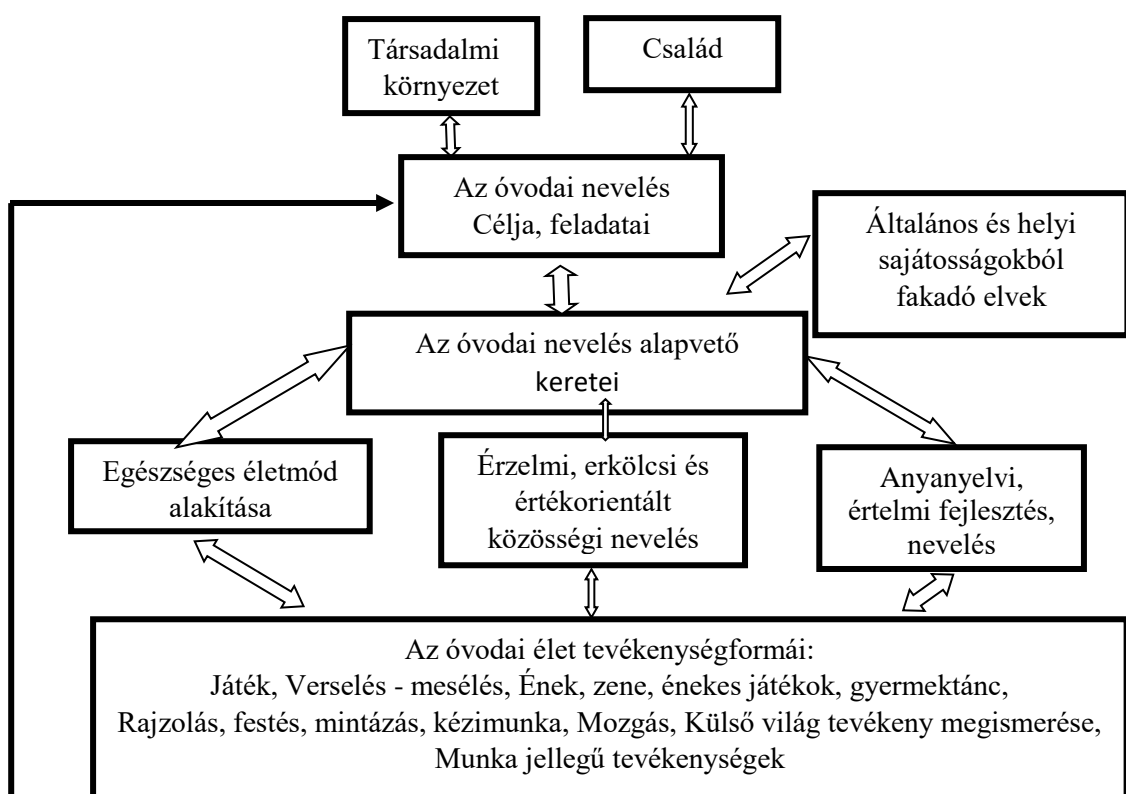 Társadalmi
környezet
Család
Az óvodai nevelés
Célja, feladatai
Általános és helyi
sajátosságokból
fakadó elvek
Az óvodai nevelés alapvető
keretei
Egészséges életmód
alakítása
Érzelmi, erkölcsi és
értékorientált
közösségi nevelés
Anyanyelvi,
értelmi fejlesztés,
nevelés
Az óvodai élet tevékenységformái:
Játék, Verselés - mesélés, Ének, zene, énekes játékok, gyermektánc,
Rajzolás, festés, mintázás, kézimunka, Mozgás, Külső világ tevékeny megismerése,
Munka jellegű tevékenységek